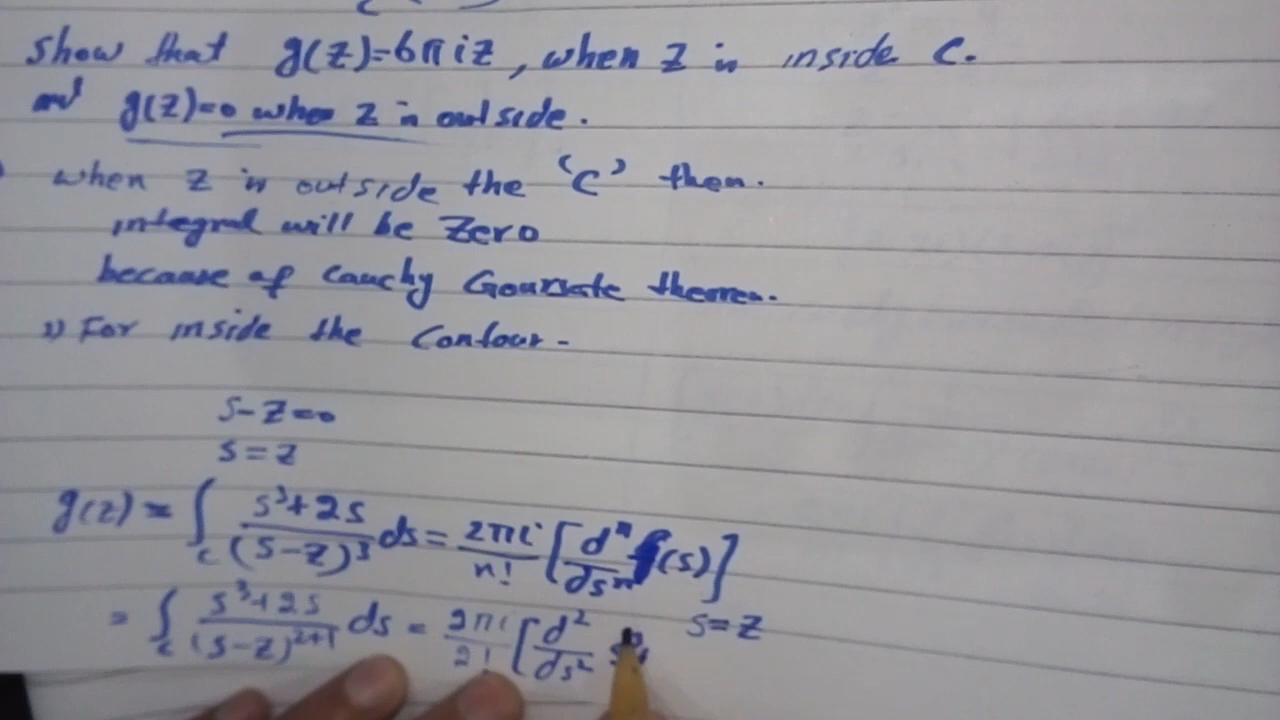 show that g(z)=6πiz, when z is inside C.
and g(z)=0 when z is outside.
when z is outside the 'C' then.
integral will be zero
because of Cauchy Goursate theorem.
2) For inside the Contour-
s-z=0
s=z
g(z) = ∫c (s³+2s)/(s-z)³ ds = 2πi/n! [dⁿ/dsⁿ f(s)]
= ∫c (s³+2s)/(s-z)²⁺¹ ds = 2πi/2! [d²/ds² s=z